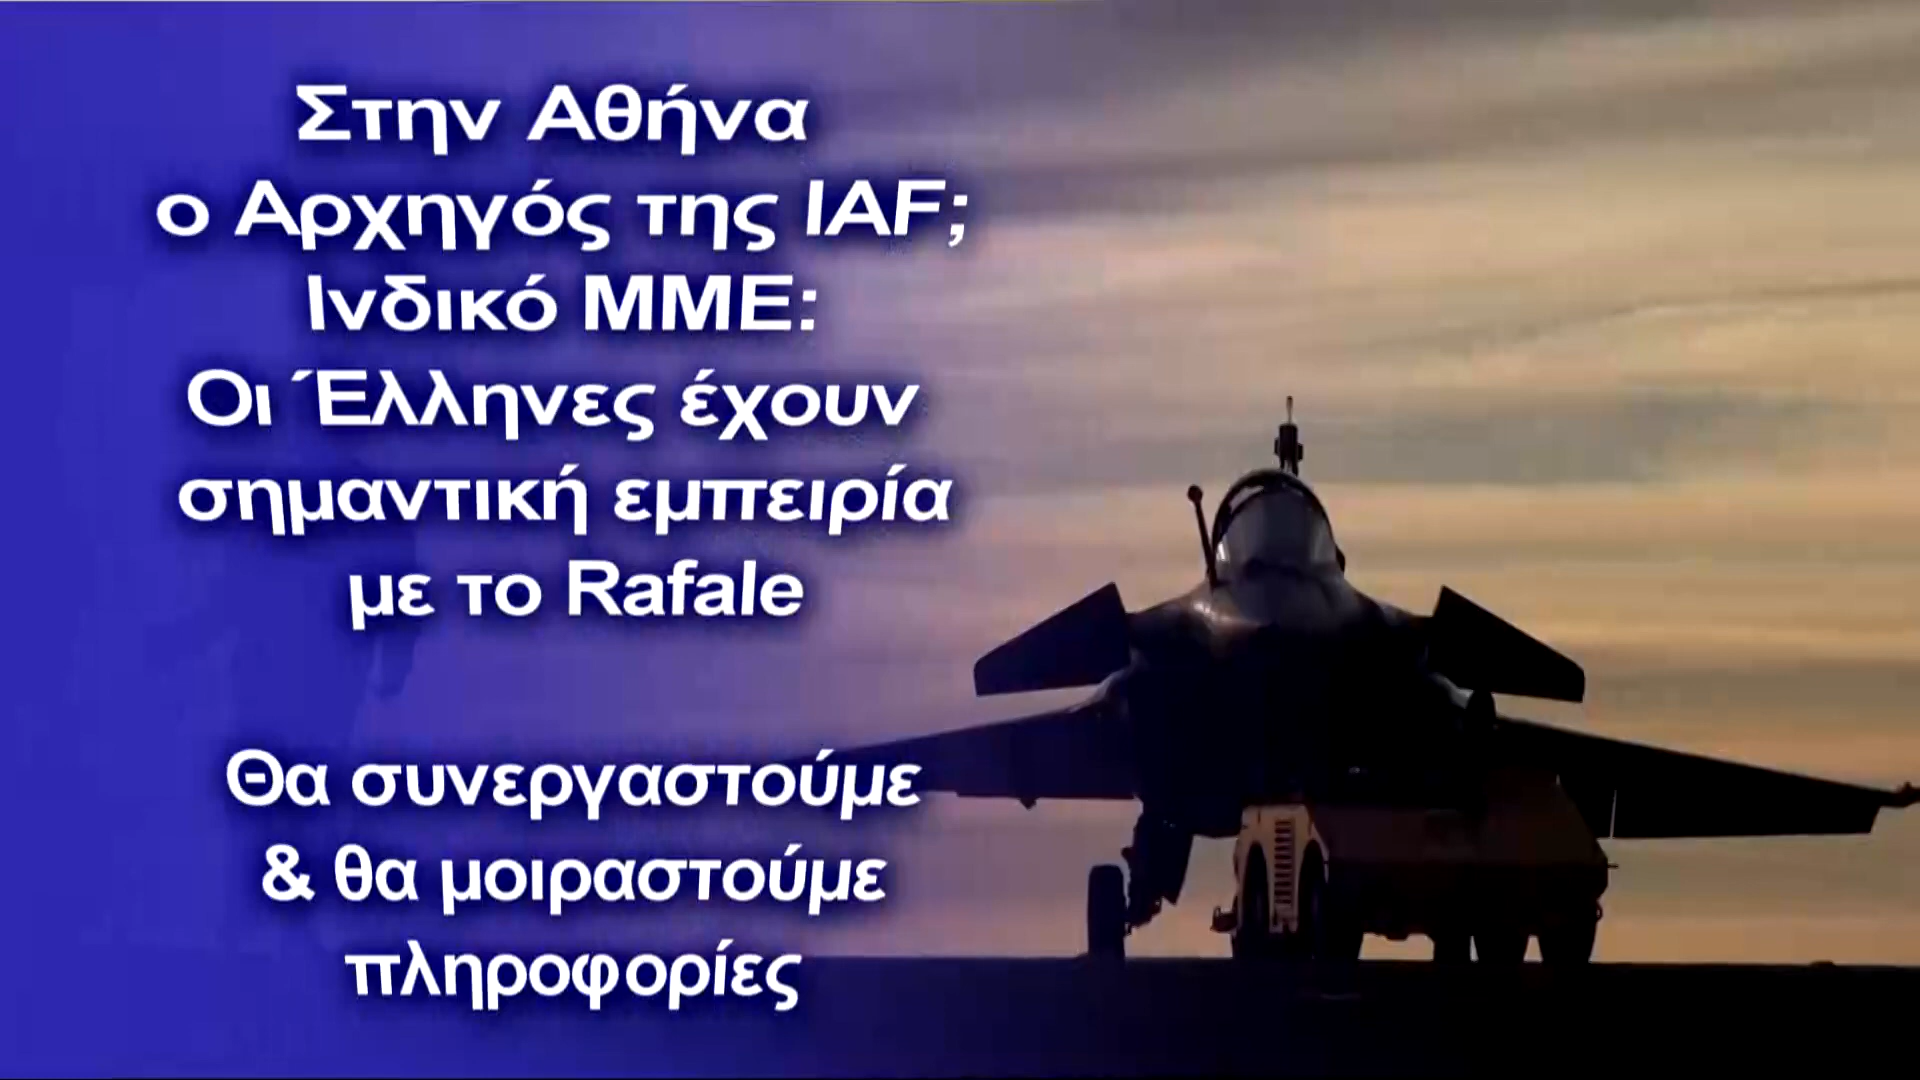 Στην Αθήνα
ο Αρχηγός της IAF;
Ινδικό ΜΜΕ:
Οι Έλληνες έχουν
σημαντική εμπειρία
με το Rafale
Θα συνεργαστούμε
& θα μοιραστούμε
πληροφορίες